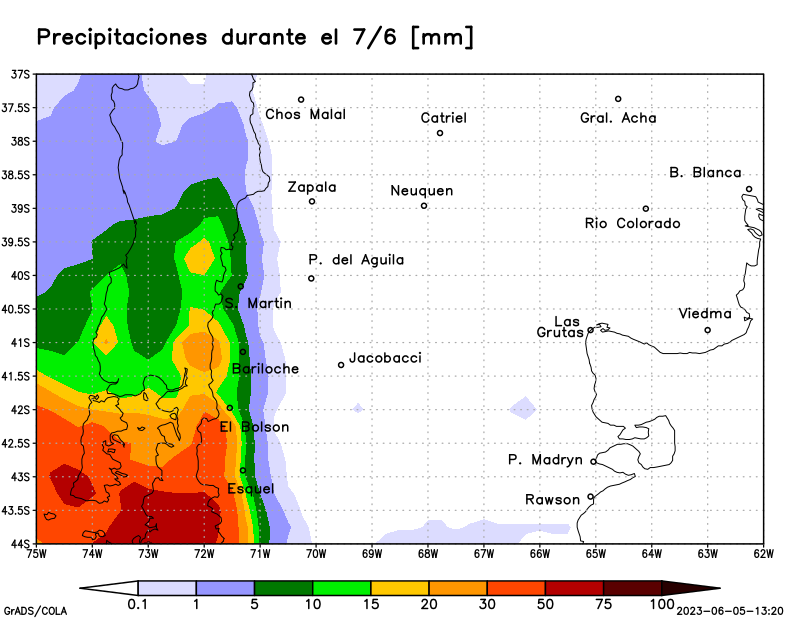 Precipitaciones durante el 7/6 [mm]
37S
37.5S
Chos Malal
Catriel
Gral. Acha
38S
38.5S
B. Blanca
Zapala
Neuquen
39S
Rio Colorado
39.5S
P. del Aguila
40S
S. Martin
40.5S
Viedma
Las
Grutas
41S
Jacobacci
Bariloche
41.5S
42S
El Bolson
42.5S
P. Madryn
43S
Esquel
Rawson
43.5S
44S
75W 74W 73W 72W 71W 70W 69W 68W 67W 66W 65W 64W 63W 62W
0.1 1 5 10 15 20 30 50 75 100
GrADS/COLA
2023-06-05-13:20